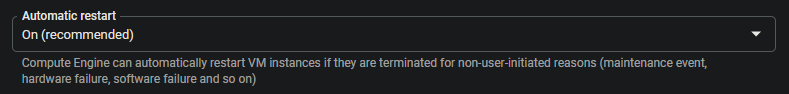 Automatic restart
On (recommended)
Compute Engine can automatically restart VM instances if they are terminated for non-user-initiated reasons (maintenance event,
hardware failure, software failure and so on)